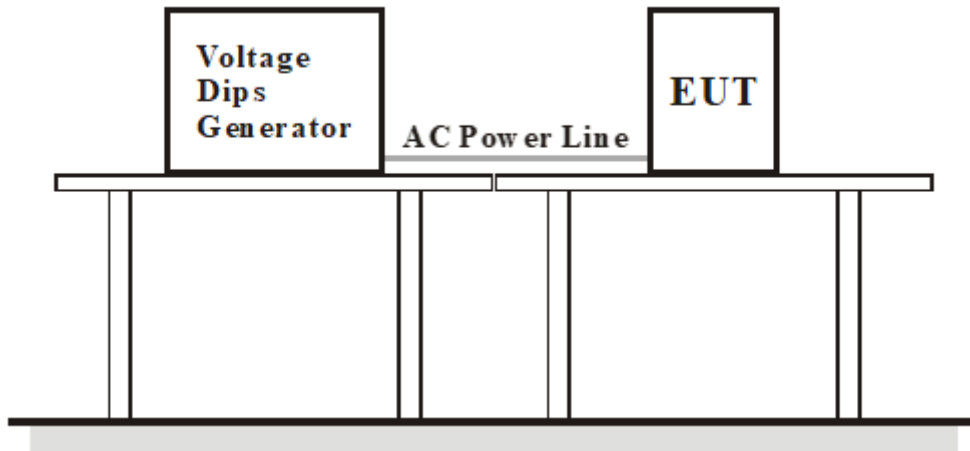 Voltage
Dips
Generator
AC Power Line
EUT